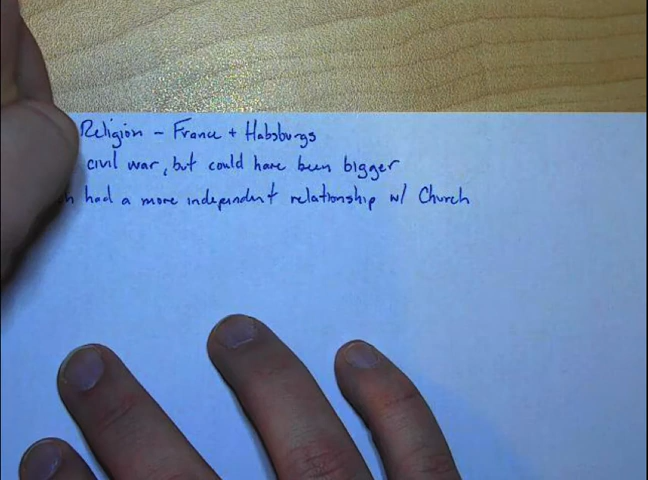 Religion - France + Habsburgs
civil war, but could have been bigger
had a more independent relationship w/ Church